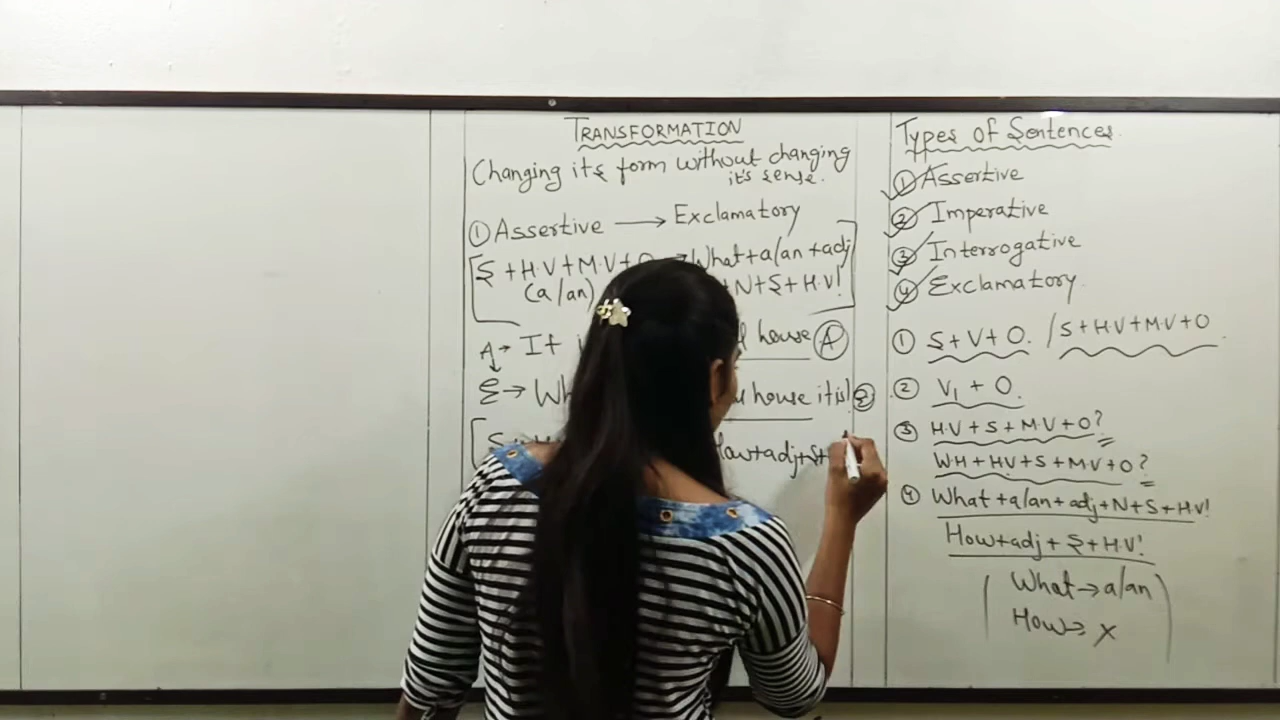 TRANSFORMATION
Changing its form without changing
it's sense.
① Assertive → Exclamatory
S + H.V + M.V + O → What + a/an + adj
(a/an) + N + S + H.V!
A → It house A
E → house it is! E
How + adj + S +
Types of Sentences.
① Assertive
② Imperative
③ Interrogative
④ Exclamatory
① S + V + O. / S + H.V + M.V + O
② V₁ + O.
③ H.V + S + M.V + O?
WH + HV + S + M.V + O?
④ What + a/an + adj + N + S + H.V!
How + adj + S + H.V!
What → a/an
How → x